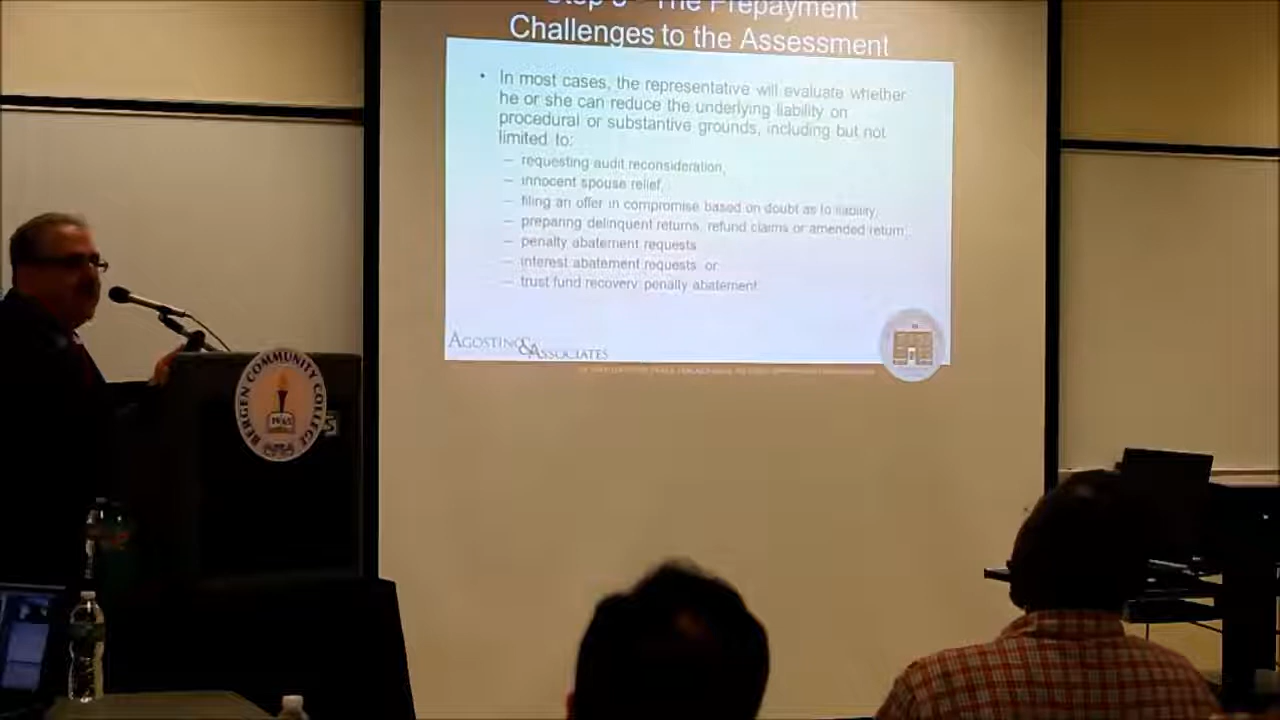 Step 3 - The Prepayment
Challenges to the Assessment
• In most cases, the representative will evaluate whether
he or she can reduce the underlying liability on
procedural or substantive grounds, including but not
limited to:
– requesting audit reconsideration,
– innocent spouse relief,
– filing an offer in compromise based on doubt as to liability,
– preparing delinquent returns, refund claims or amended return,
– penalty abatement requests
– interest abatement requests or
– trust fund recovery penalty abatement
AGOSTINO & ASSOCIATES
BERGEN COMMUNITY COLLEGE
1965